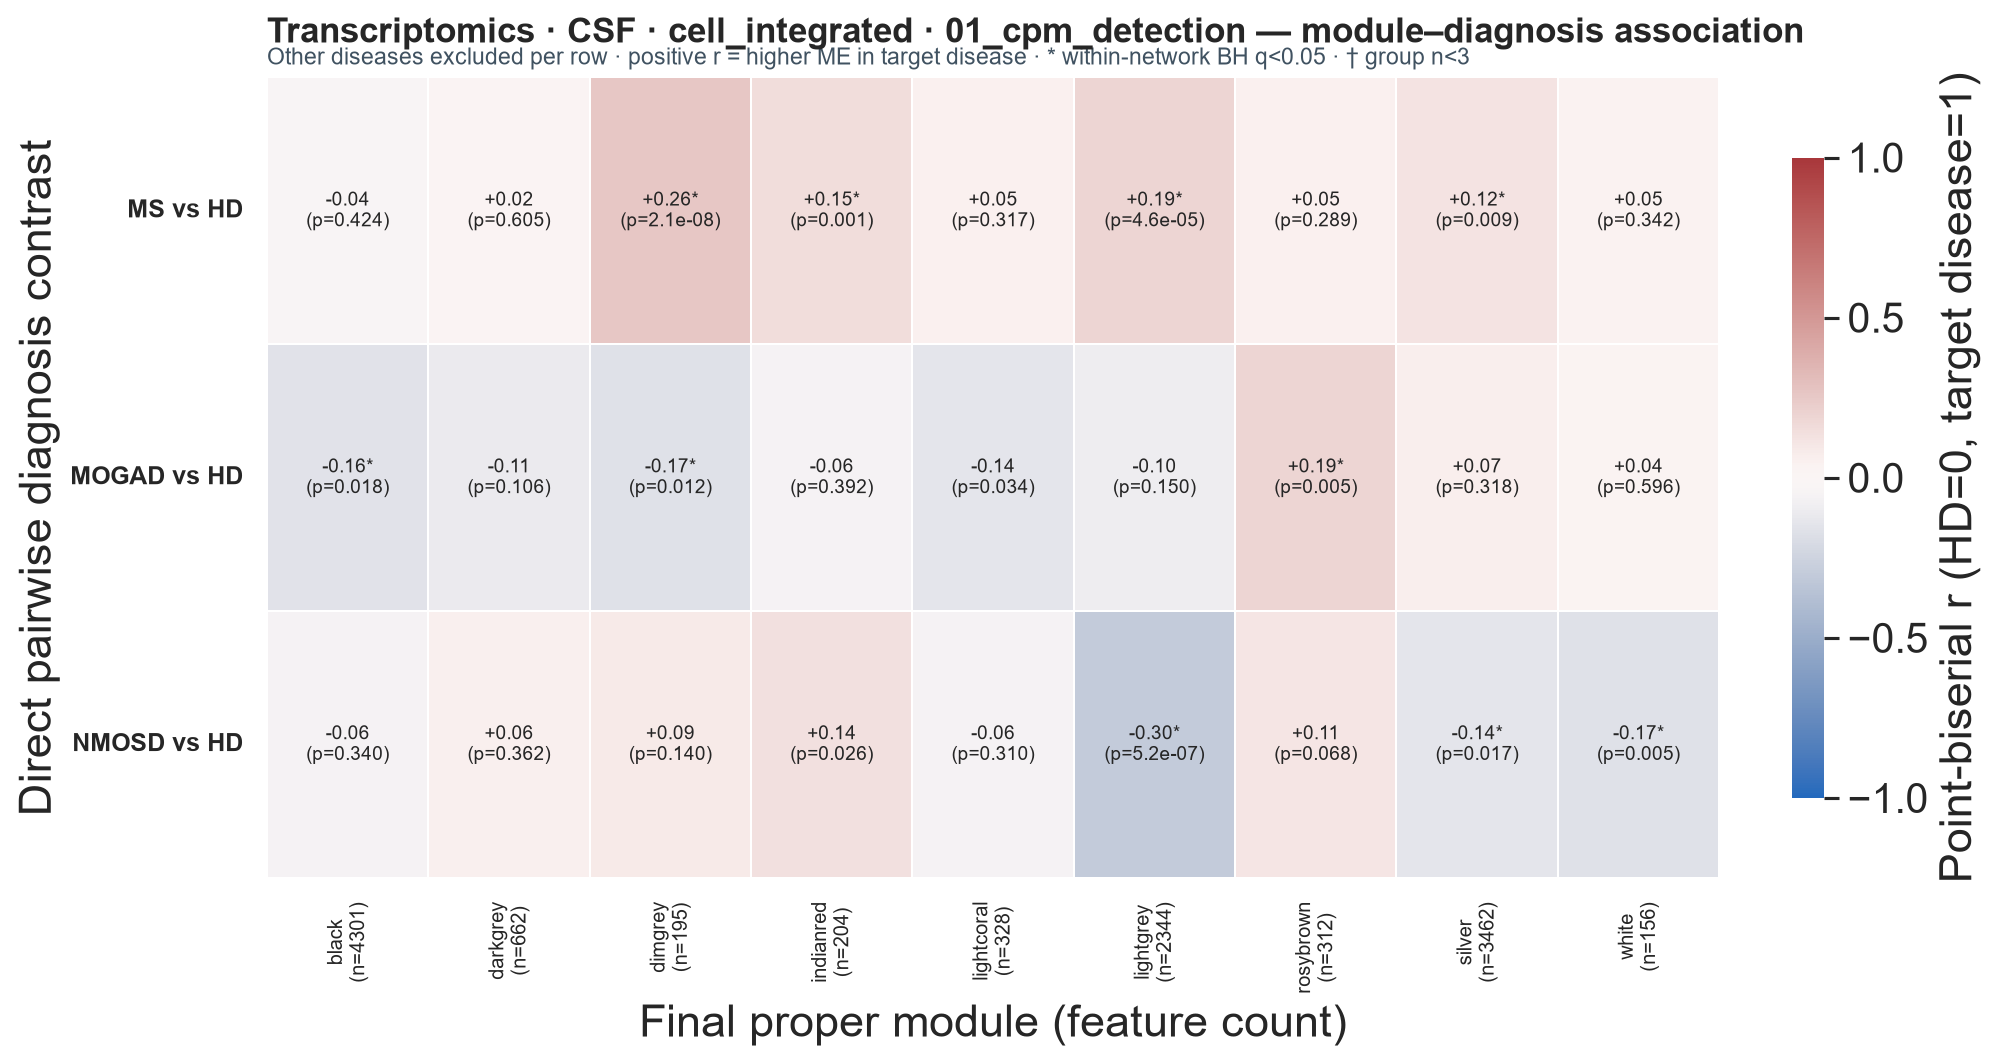 Transcriptomics · CSF · cell_integrated · 01_cpm_detection — module–diagnosis association
Other diseases excluded per row · positive r = higher ME in target disease · * within-network BH q<0.05 · † group n<3
Direct pairwise diagnosis contrast
MS vs HD
-0.04
(p=0.424)
+0.02
(p=0.605)
+0.26*
(p=2.1e-08)
+0.15*
(p=0.001)
+0.05
(p=0.317)
+0.19*
(p=4.6e-05)
+0.05
(p=0.289)
+0.12*
(p=0.009)
+0.05
(p=0.342)
MOGAD vs HD
-0.16*
(p=0.018)
-0.11
(p=0.106)
-0.17*
(p=0.012)
-0.06
(p=0.392)
-0.14
(p=0.034)
-0.10
(p=0.150)
+0.19*
(p=0.005)
+0.07
(p=0.318)
+0.04
(p=0.596)
NMOSD vs HD
-0.06
(p=0.340)
+0.06
(p=0.362)
+0.09
(p=0.140)
+0.14
(p=0.026)
-0.06
(p=0.310)
-0.30*
(p=5.2e-07)
+0.11
(p=0.068)
-0.14*
(p=0.017)
-0.17*
(p=0.005)
black
(n=4301)
darkgrey
(n=662)
dimgrey
(n=195)
indianred
(n=204)
lightcoral
(n=328)
lightgrey
(n=2344)
rosybrown
(n=312)
silver
(n=3462)
white
(n=156)
Final proper module (feature count)
1.0
0.5
0.0
−0.5
−1.0
Point-biserial r (HD=0, target disease=1)